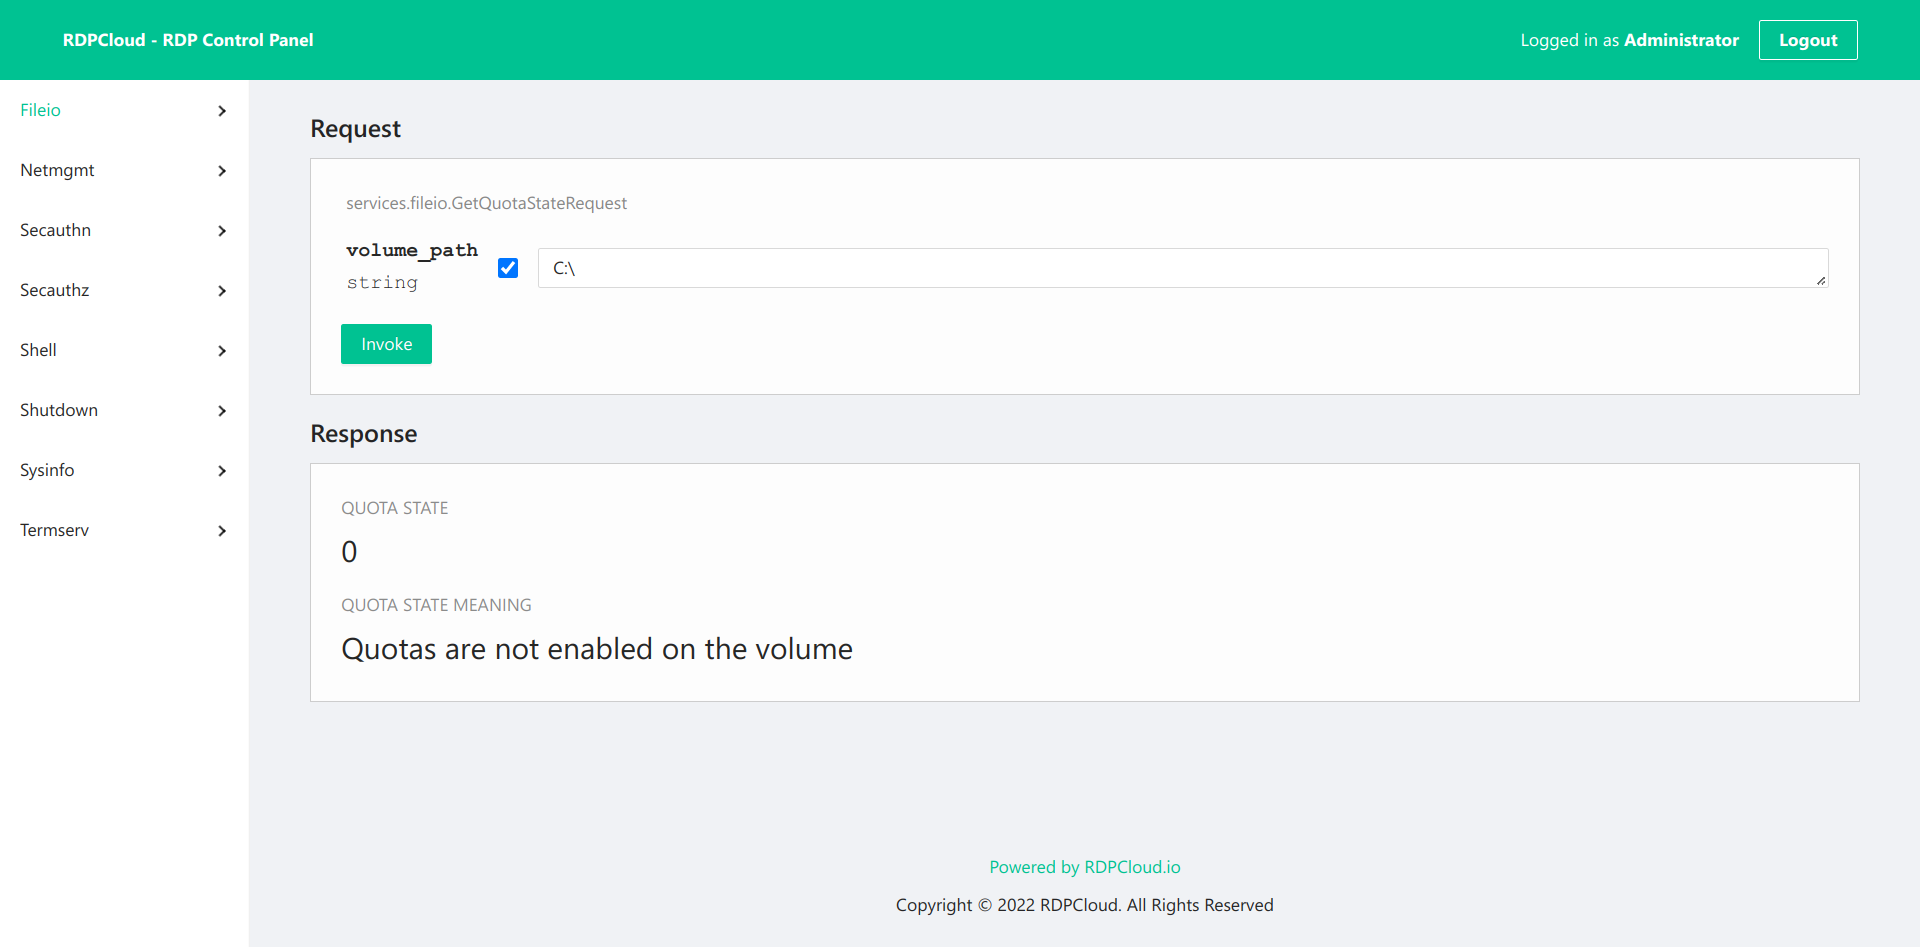 RDPCloud - RDP Control Panel
Logged in as Administrator
Logout
Fileio
Netmgmt
Secauthn
Secauthz
Shell
Shutdown
Sysinfo
Termserv
Request
services.fileio.GetQuotaStateRequest
volume_path
string
C:\
Invoke
Response
QUOTA STATE
0
QUOTA STATE MEANING
Quotas are not enabled on the volume
Powered by RDPCloud.io
Copyright © 2022 RDPCloud. All Rights Reserved